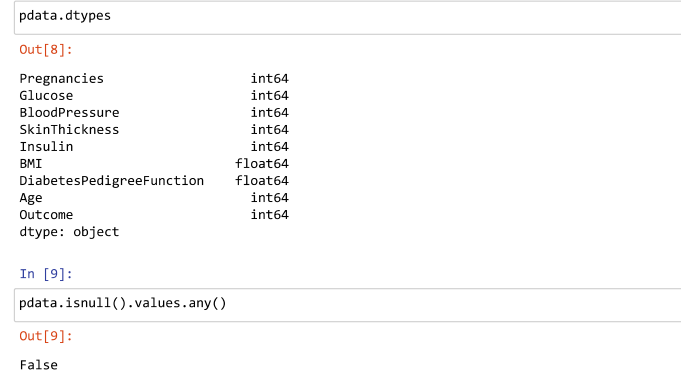 pdata.dtypes
Out[8]:
Pregnancies int64
Glucose int64
BloodPressure int64
SkinThickness int64
Insulin int64
BMI float64
DiabetesPedigreeFunction float64
Age int64
Outcome int64
dtype: object
In [9]:
pdata.isnull().values.any()
Out[9]:
False